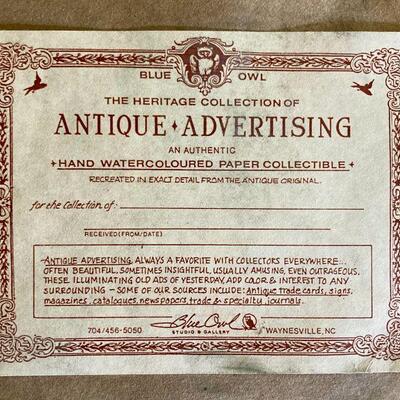 BLUE OWL
THE HERITAGE COLLECTION OF
ANTIQUE ADVERTISING
AN AUTHENTIC
HAND WATERCOLOURED PAPER COLLECTIBLE
RECREATED IN EXACT DETAIL FROM THE ANTIQUE ORIGINAL.
for the Collection of:
RECEIVED (FROM/DATE)
ANTIQUE ADVERTISING, ALWAYS A FAVORITE WITH COLLECTORS EVERYWHERE...
OFTEN BEAUTIFUL, SOMETIMES INSIGHTFUL, USUALLY AMUSING, EVEN OUTRAGEOUS.
THESE ILLUMINATING OLD ADS OF YESTERDAY, ADD COLOR & INTEREST TO ANY
SURROUNDING - SOME OF OUR SOURCES INCLUDE: Antique trade cards, signs,
magazines, catalogues, newspapers, trade & specialty journals.
704/456-5050 Blue Owl WAYNESVILLE, NC
STUDIO & GALLERY